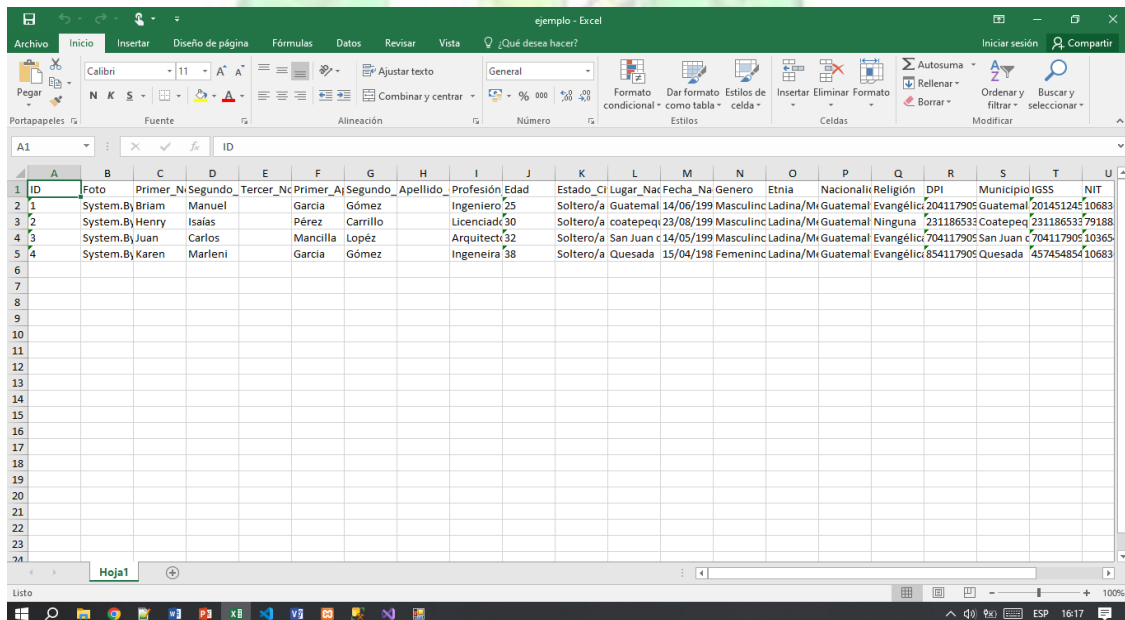 ejemplo - Excel
Archivo Inicio Insertar Diseño de página Fórmulas Datos Revisar Vista ¿Qué desea hacer? Iniciar sesión Compartir
Pegar Calibri 11 Ajustar texto General Formato condicional Dar formato como tabla Estilos de celda Insertar Eliminar Formato Autosuma Rellenar Borrar Ordenar y filtrar Buscar y seleccionar
N K S Combinar y centrar % 000
Portapapeles Fuente Alineación Número Estilos Celdas Modificar
A1 fx ID
A B C D E F G H I J K L M N O P Q R S T U
1 ID Foto Primer_N Segundo_ Tercer_No Primer_Ap Segundo_ Apellido_ Profesión Edad Estado_Ci Lugar_Nac Fecha_Na Genero Etnia Nacionali Religión DPI Municipio IGSS NIT
2 1 System.By Briam Manuel Garcia Gómez Ingeniero 25 Soltero/a Guatemal 14/06/199 Masculino Ladina/Me Guatemal Evangélica 204117909 Guatemal 201451245 10683
3 2 System.By Henry Isaías Pérez Carrillo Licenciado 30 Soltero/a coatepequ 23/08/199 Masculino Ladina/Me Guatemal Ninguna 231186533 Coatepeq 231186533 79188
4 3 System.By Juan Carlos Mancilla Lopéz Arquitecto 32 Soltero/a San Juan o 14/05/199 Masculino Ladina/Me Guatemal Evangélica 704117909 San Juan o 704117909 10365
5 4 System.By Karen Marleni Garcia Gómez Ingeneira 38 Soltero/a Quesada 15/04/198 Femenino Ladina/Me Guatemal Evangélica 854117909 Quesada 457454854 10683
6
7
8
9
10
11
12
13
14
15
16
17
18
19
20
21
22
23
24
Hoja1
Listo 100%
ESP 16:17